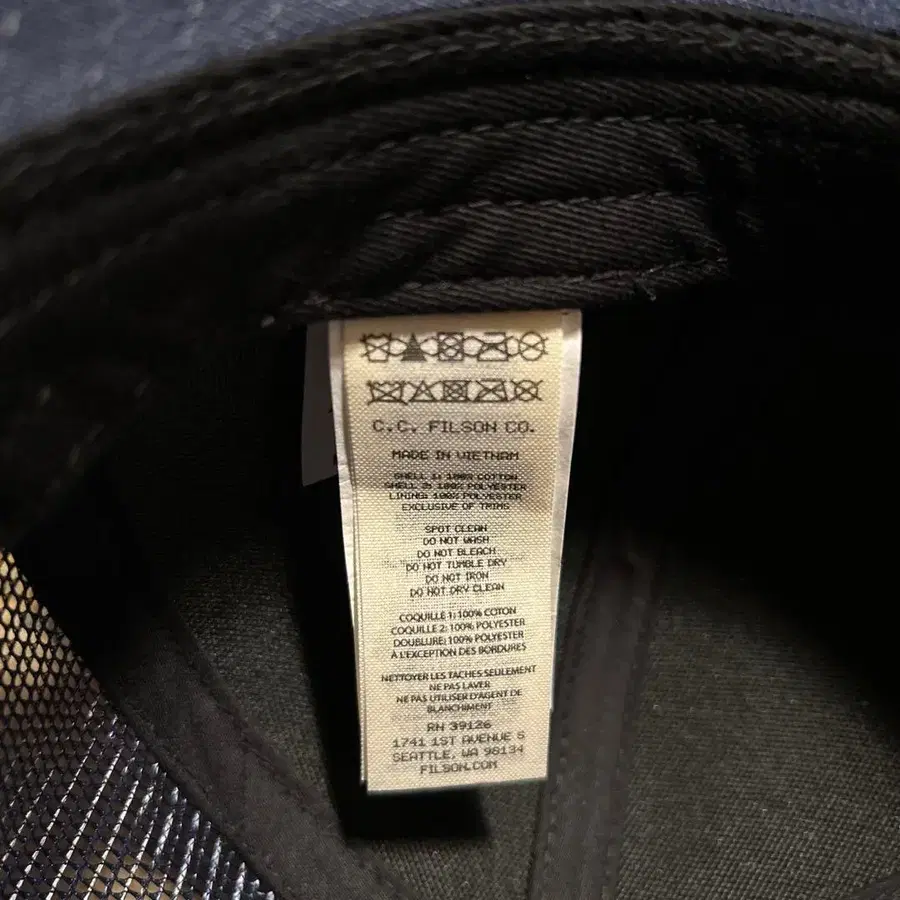 C.C. FILSON CO.
MADE IN VIETNAM
SHELL 1: 100% COTTON
SHELL 2: 100% POLYESTER
LINING: 100% POLYESTER
EXCLUSIVE OF TRIMS
SPOT CLEAN
DO NOT WASH
DO NOT BLEACH
DO NOT TUMBLE DRY
DO NOT IRON
DO NOT DRY CLEAN
COQUILLE 1: 100% COTON
COQUILLE 2: 100% POLYESTER
DOUBLURE: 100% POLYESTER
À L'EXCEPTION DES BORDURES
NETTOYER LES TACHES SEULEMENT
NE PAS LAVER
NE PAS UTILISER D'AGENT DE
BLANCHIMENT
RN 39126
1741 1ST AVENUE S
SEATTLE, WA 98134
FILSON.COM